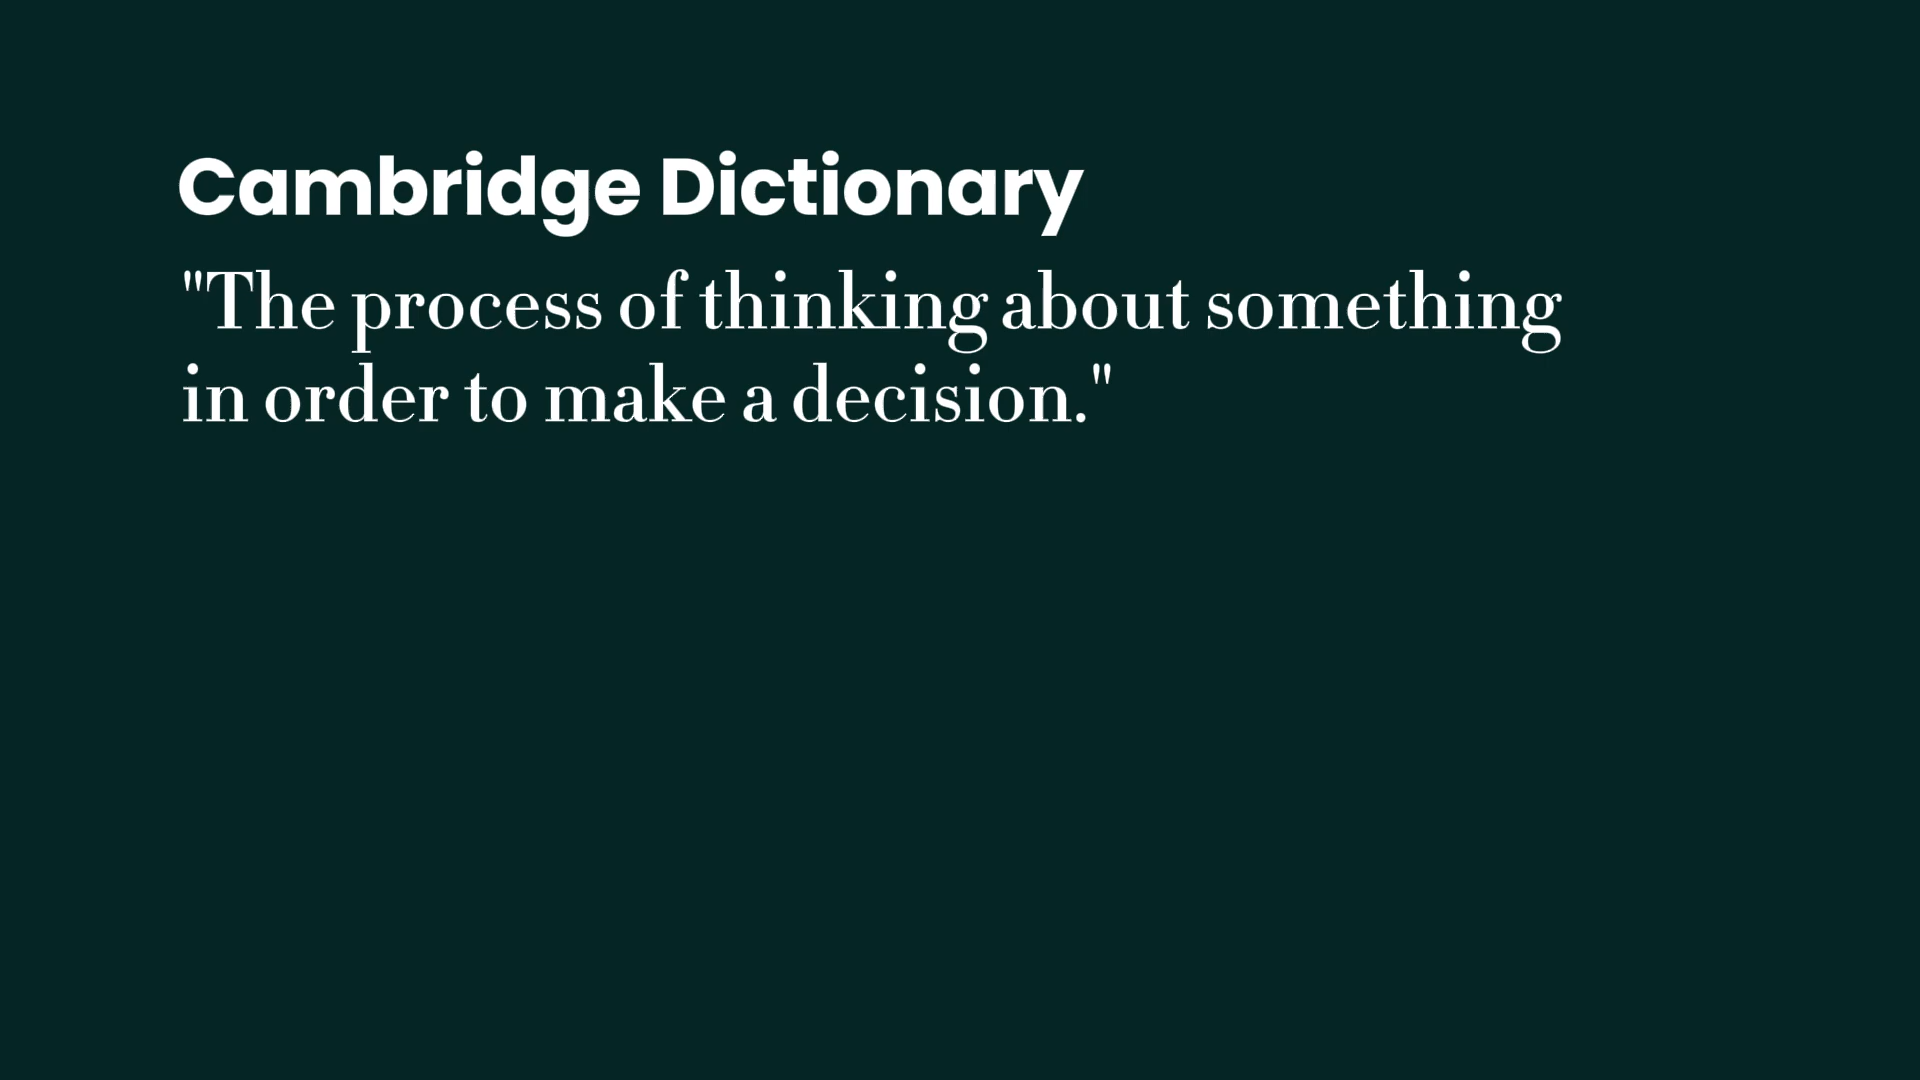 Cambridge Dictionary
"The process of thinking about something
in order to make a decision."